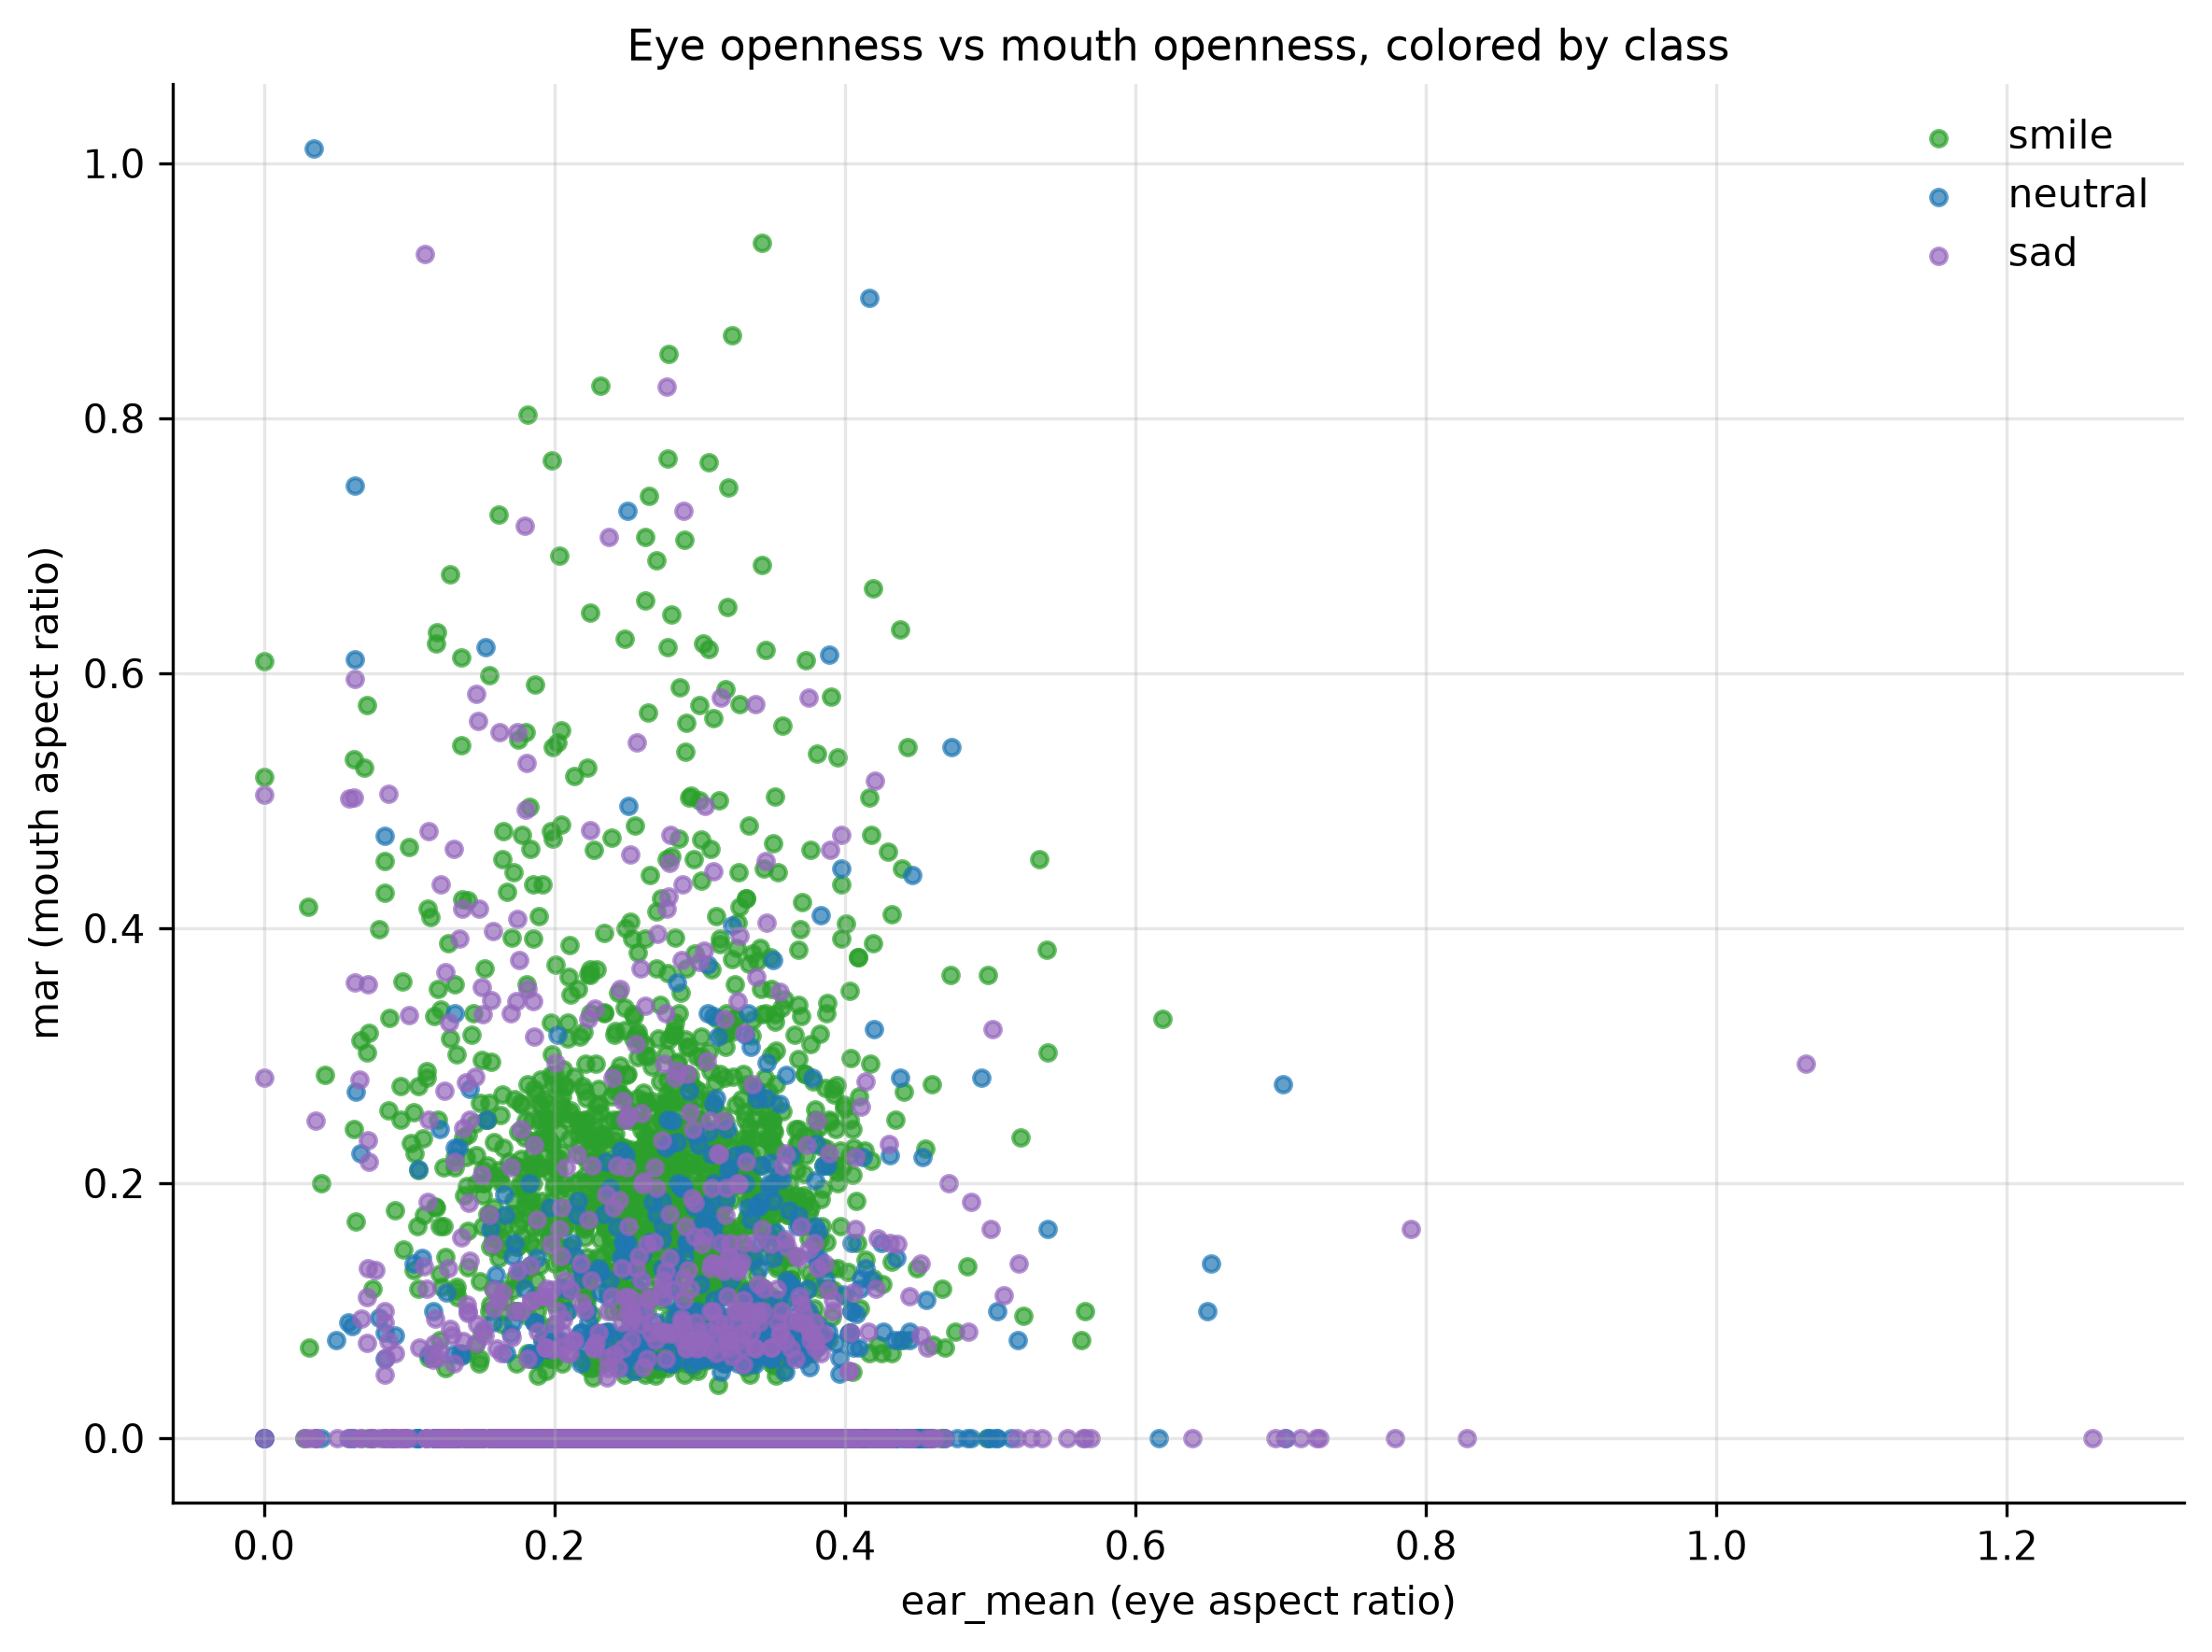 Eye openness vs mouth openness, colored by class
smile
neutral
sad
mar (mouth aspect ratio)
1.0
0.8
0.6
0.4
0.2
0.0
0.0 0.2 0.4 0.6 0.8 1.0 1.2
ear_mean (eye aspect ratio)